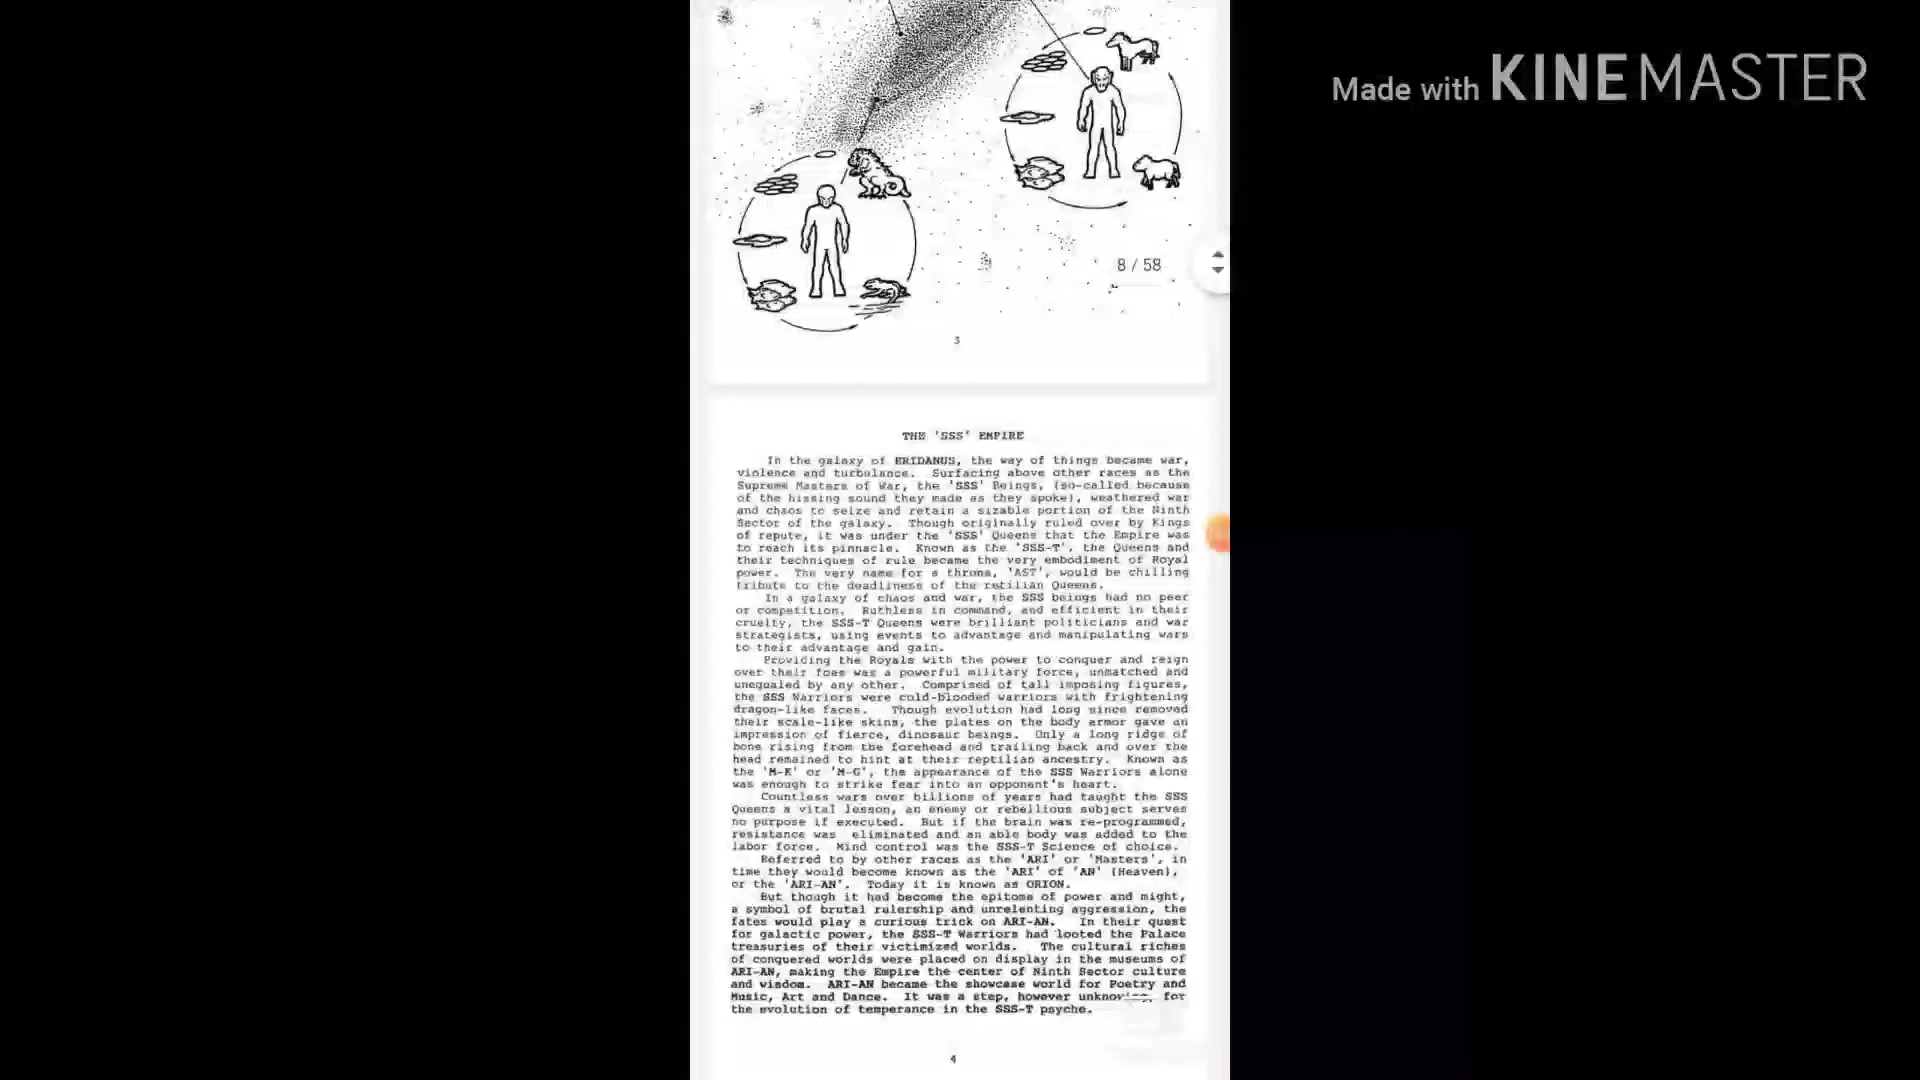 Made with KINEMASTER
8 / 58
3
THE 'SSS' EMPIRE
In the galaxy of ERIDANUS, the way of things became war,
violence and turbulance. Surfacing above other races as the
Supreme Masters of War, the 'SSS' Beings, (so-called because
of the hissing sound they made as they spoke), weathered war
and chaos to seize and retain a sizable portion of the Ninth
Sector of the galaxy. Though originally ruled over by Kings
of repute, it was under the 'SSS' Queens that the Empire was
to reach its pinnacle. Known as the 'SSS-T', the Queens and
their techniques of rule became the very embodiment of Royal
power. The very name for a throne, 'AST', would be chilling
tribute to the deadliness of the retilian Queens.
In a galaxy of chaos and war, the SSS beings had no peer
or competition. Ruthless in command, and efficient in their
cruelty, the SSS-T Queens were brilliant politicians and war
strategists, using events to advantage and manipulating wars
to their advantage and gain.
Providing the Royals with the power to conquer and reign
over their foes was a powerful military force, unmatched and
unequaled by any other. Comprised of tall imposing figures,
the SSS Warriors were cold-blooded warriors with frightening
dragon-like faces. Though evolution had long since removed
their scale-like skins, the plates on the body armor gave an
impression of fierce, dinosaur beings. Only a long ridge of
bone rising from the forehead and trailing back and over the
head remained to hint at their reptilian ancestry. Known as
the 'M-K' or 'M-G', the appearance of the SSS Warriors alone
was enough to strike fear into an opponent's heart.
Countless wars over billions of years had taught the SSS
Queens a vital lesson, an enemy or rebellious subject serves
no purpose if executed. But if the brain was re-programmed,
resistance was eliminated and an able body was added to the
labor force. Mind control was the SSS-T Science of choice.
Referred to by other races as the 'ARI' or 'Masters', in
time they would become known as the 'ARI' of 'AN' (Heaven),
or the 'ARI-AN'. Today it is known as ORION.
But though it had become the epitome of power and might,
a symbol of brutal rulership and unrelenting aggression, the
fates would play a curious trick on ARI-AN. In their quest
for galactic power, the SSS-T Warriors had looted the Palace
treasuries of their victimized worlds. The cultural riches
of conquered worlds were placed on display in the museums of
ARI-AN, making the Empire the center of Ninth Sector culture
and wisdom. ARI-AN became the showcase world for Poetry and
Music, Art and Dance. It was a step, however for
the evolution of temperance in the SSS-T psyche.
4